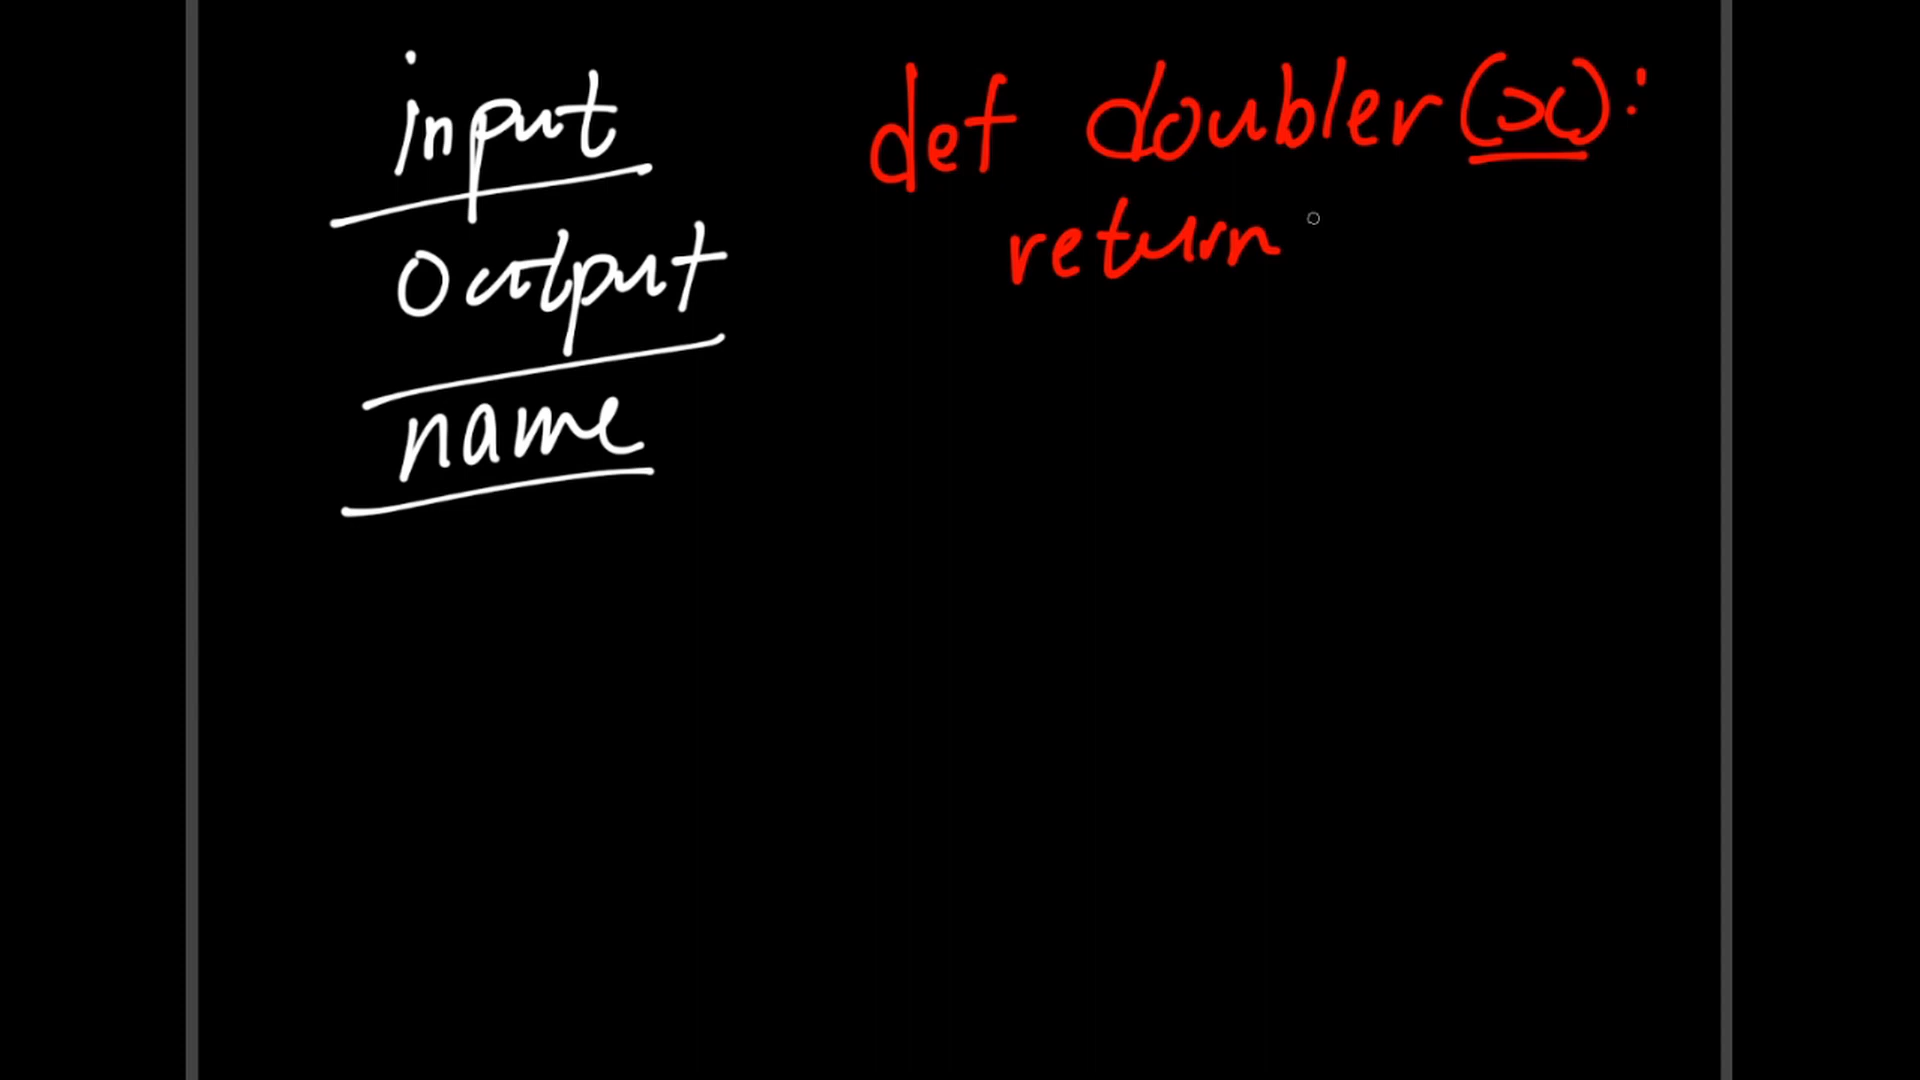 input
output
name
def doubler(x):
return